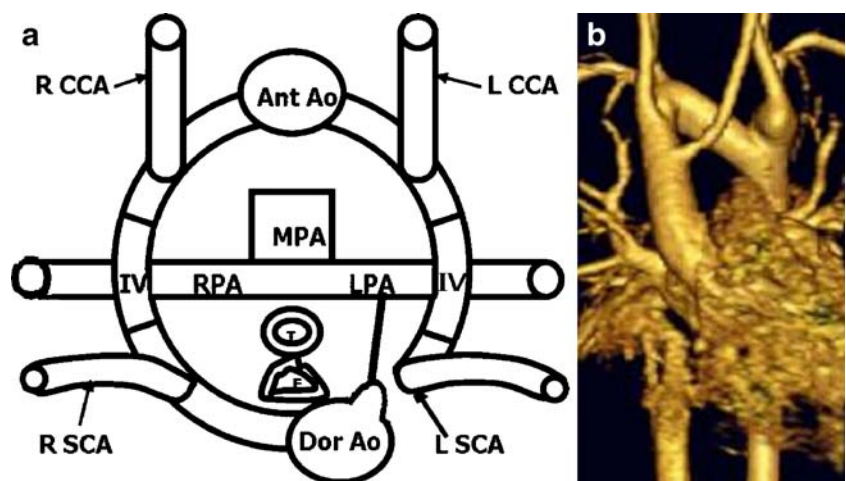 a
b
R CCA
Ant Ao
L CCA
MPA
IV
RPA
LPA
IV
T
E
R SCA
Dor Ao
L SCA